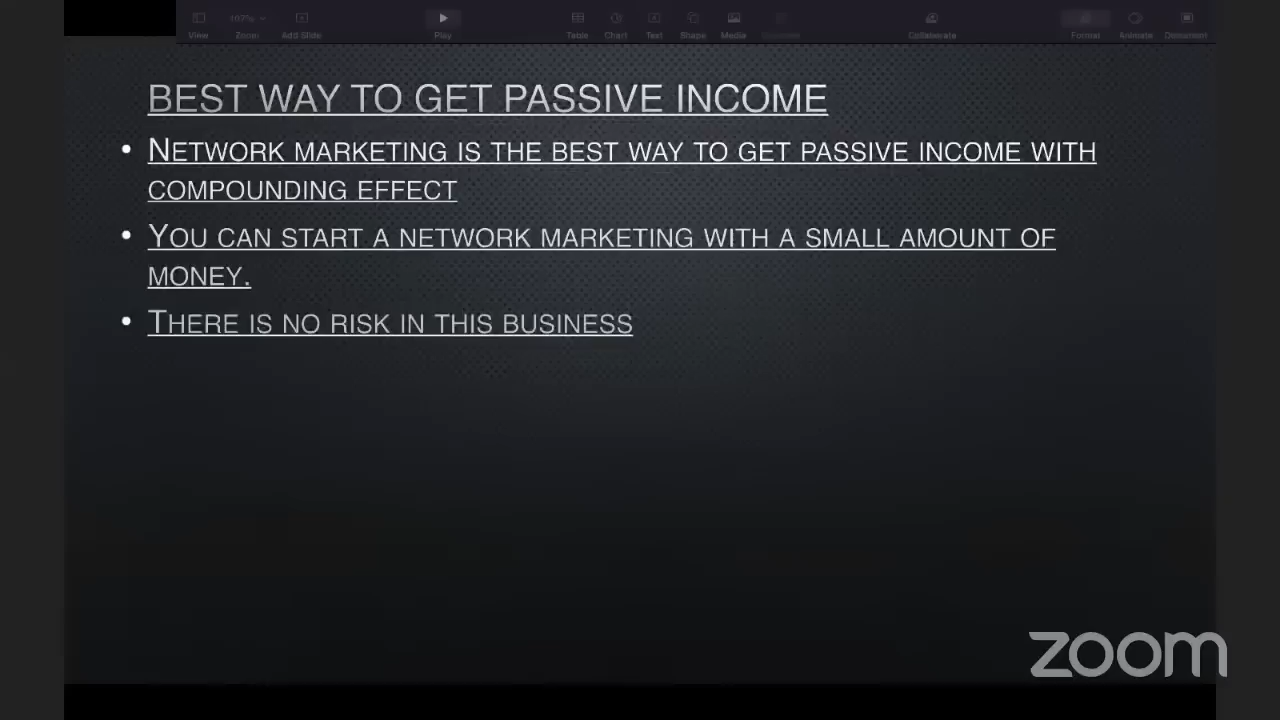 107%
View Zoom Add Slide Play Table Chart Text Shape Media Collaborate Format Animate Document
BEST WAY TO GET PASSIVE INCOME
• NETWORK MARKETING IS THE BEST WAY TO GET PASSIVE INCOME WITH
COMPOUNDING EFFECT
• YOU CAN START A NETWORK MARKETING WITH A SMALL AMOUNT OF
MONEY.
• THERE IS NO RISK IN THIS BUSINESS
zoom